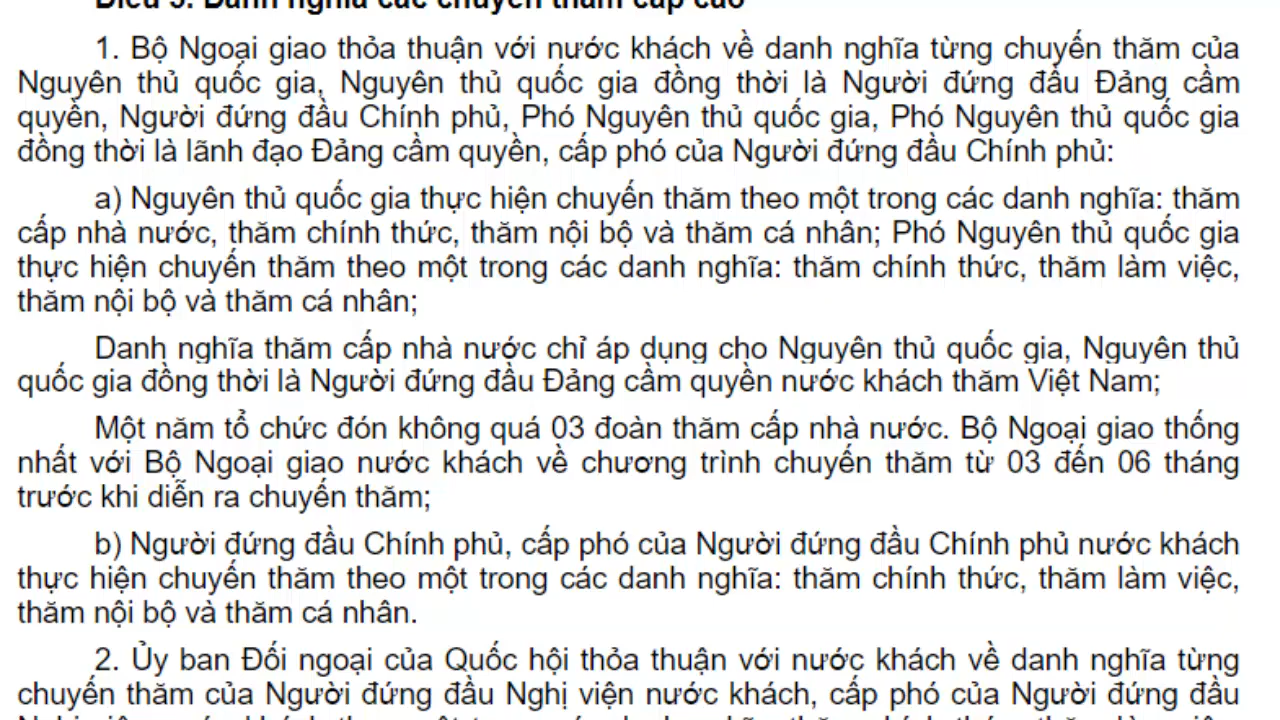 Điều 5. Danh nghĩa các chuyến thăm cấp cao
1. Bộ Ngoại giao thỏa thuận với nước khách về danh nghĩa từng chuyến thăm của
Nguyên thủ quốc gia, Nguyên thủ quốc gia đồng thời là Người đứng đầu Đảng cầm
quyền, Người đứng đầu Chính phủ, Phó Nguyên thủ quốc gia, Phó Nguyên thủ quốc gia
đồng thời là lãnh đạo Đảng cầm quyền, cấp phó của Người đứng đầu Chính phủ:
a) Nguyên thủ quốc gia thực hiện chuyến thăm theo một trong các danh nghĩa: thăm
cấp nhà nước, thăm chính thức, thăm nội bộ và thăm cá nhân; Phó Nguyên thủ quốc gia
thực hiện chuyến thăm theo một trong các danh nghĩa: thăm chính thức, thăm làm việc,
thăm nội bộ và thăm cá nhân;
Danh nghĩa thăm cấp nhà nước chỉ áp dụng cho Nguyên thủ quốc gia, Nguyên thủ
quốc gia đồng thời là Người đứng đầu Đảng cầm quyền nước khách thăm Việt Nam;
Một năm tổ chức đón không quá 03 đoàn thăm cấp nhà nước. Bộ Ngoại giao thống
nhất với Bộ Ngoại giao nước khách về chương trình chuyến thăm từ 03 đến 06 tháng
trước khi diễn ra chuyến thăm;
b) Người đứng đầu Chính phủ, cấp phó của Người đứng đầu Chính phủ nước khách
thực hiện chuyến thăm theo một trong các danh nghĩa: thăm chính thức, thăm làm việc,
thăm nội bộ và thăm cá nhân.
2. Ủy ban Đối ngoại của Quốc hội thỏa thuận với nước khách về danh nghĩa từng
chuyến thăm của Người đứng đầu Nghị viện nước khách, cấp phó của Người đứng đầu